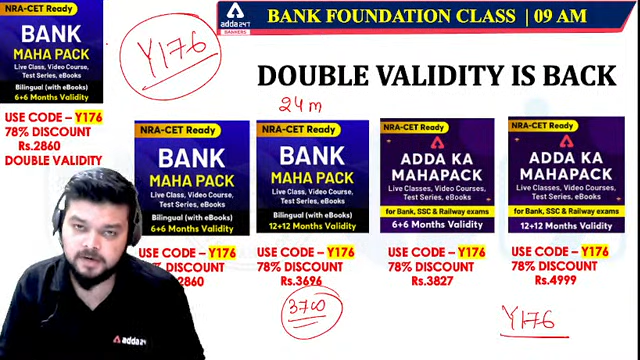 NRA-CET Ready
BANK
MAHA PACK
Live Class, Video Course,
Test Series, eBooks
Bilingual (with eBooks)
6+6 Months Validity
USE CODE – Y176
78% DISCOUNT
Rs.2860
DOUBLE VALIDITY
adda247
BANKERS
BANK FOUNDATION CLASS | 09 AM
Y176
DOUBLE VALIDITY IS BACK
24 m
NRA-CET Ready
BANK
MAHA PACK
Live Class, Video Course,
Test Series, eBooks
Bilingual (with eBooks)
6+6 Months Validity
USE CODE – Y176
% DISCOUNT
2860
NRA-CET Ready
BANK
MAHA PACK
Live Class, Video Course,
Test Series, eBooks
Bilingual (with eBooks)
12+12 Months Validity
USE CODE – Y176
78% DISCOUNT
Rs.3696
3700
NRA-CET Ready
ADDA KA
MAHAPACK
Live Classes, Video Courses,
Test Series, eBooks
for Bank, SSC & Railway exams
6+6 Months Validity
USE CODE – Y176
78% DISCOUNT
Rs.3827
NRA-CET Ready
ADDA KA
MAHAPACK
Live Classes, Video Courses,
Test Series, eBooks
for Bank, SSC & Railway exams
12+12 Months Validity
USE CODE – Y176
78% DISCOUNT
Rs.4999
Y176
adda247